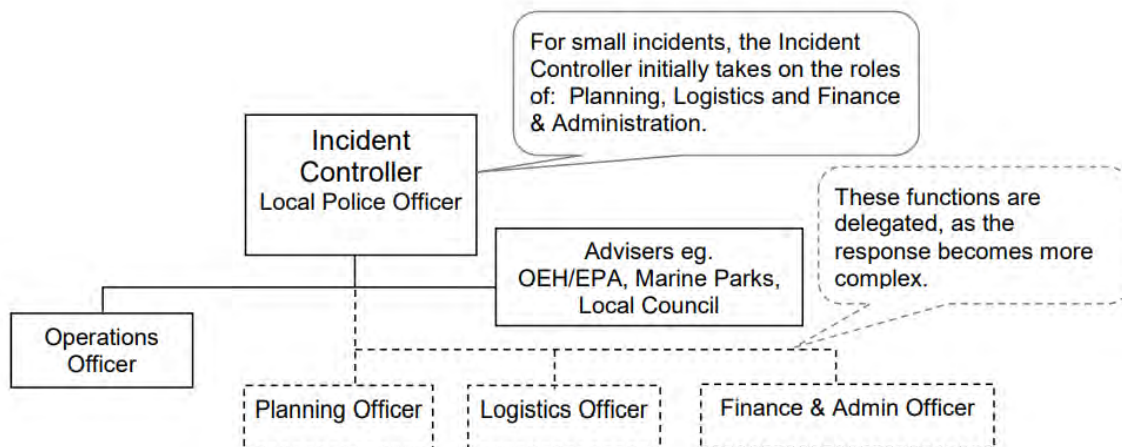 For small incidents, the Incident
Controller initially takes on the roles
of: Planning, Logistics and Finance
& Administration.
Incident
Controller
Local Police Officer
These functions are
delegated, as the
response becomes more
complex.
Advisers eg.
OEH/EPA, Marine Parks,
Local Council
Operations
Officer
Planning Officer
Logistics Officer
Finance & Admin Officer